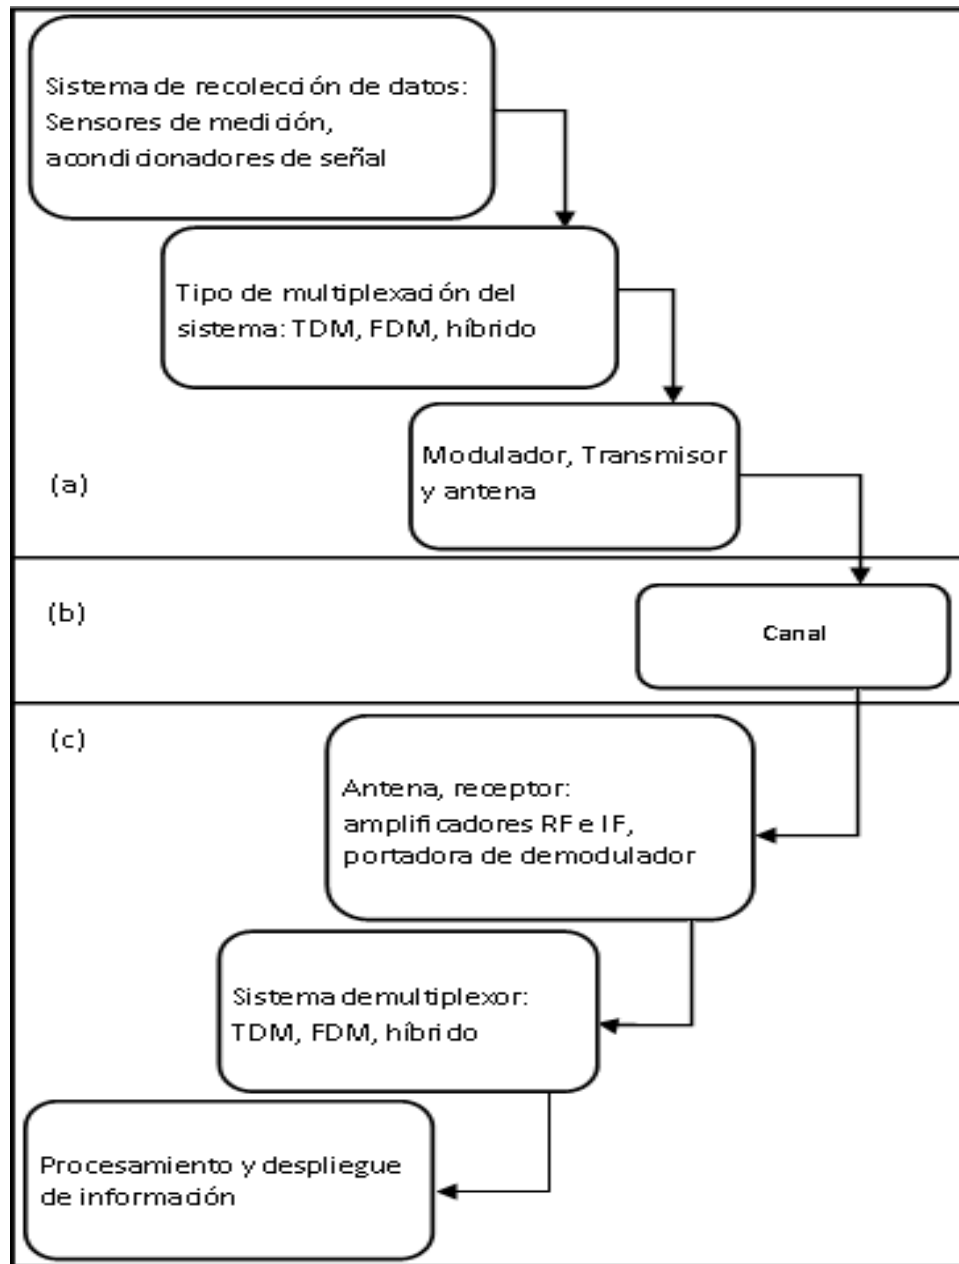 Sistema de recolección de datos:
Sensores de medición,
acondicionadores de señal
Tipo de multiplexación del
sistema: TDM, FDM, híbrido
Modulador, Transmisor
y antena
(a)
(b)
Canal
(c)
Antena, receptor:
amplificadores RF e IF,
portadora de demodulador
Sistema demultiplexor:
TDM, FDM, híbrido
Procesamiento y despliegue
de información